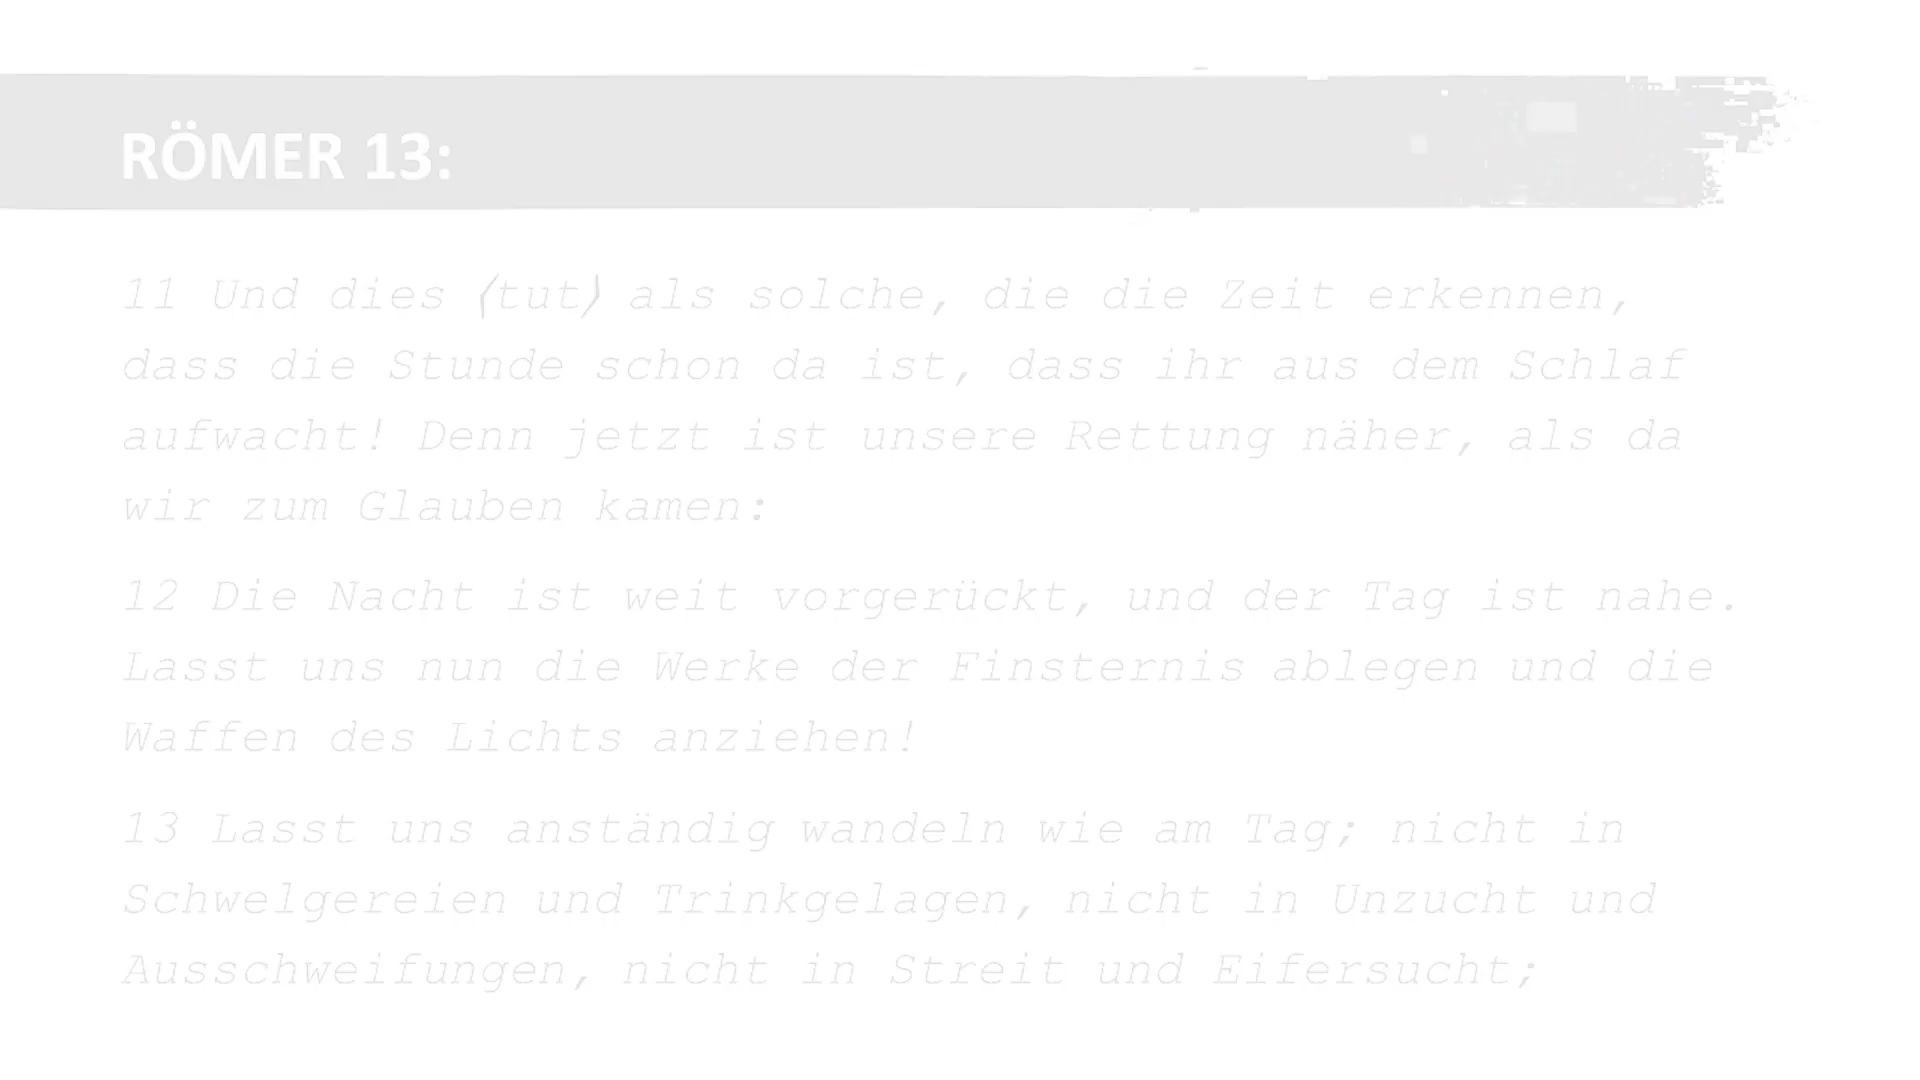 RÖMER 13:
11 Und dies ⟨tut⟩ als solche, die die Zeit erkennen,
dass die Stunde schon da ist, dass ihr aus dem Schlaf
aufwacht! Denn jetzt ist unsere Rettung näher, als da
wir zum Glauben kamen:
12 Die Nacht ist weit vorgerückt, und der Tag ist nahe.
Lasst uns nun die Werke der Finsternis ablegen und die
Waffen des Lichts anziehen!
13 Lasst uns anständig wandeln wie am Tag; nicht in
Schwelgereien und Trinkgelagen, nicht in Unzucht und
Ausschweifungen, nicht in Streit und Eifersucht;